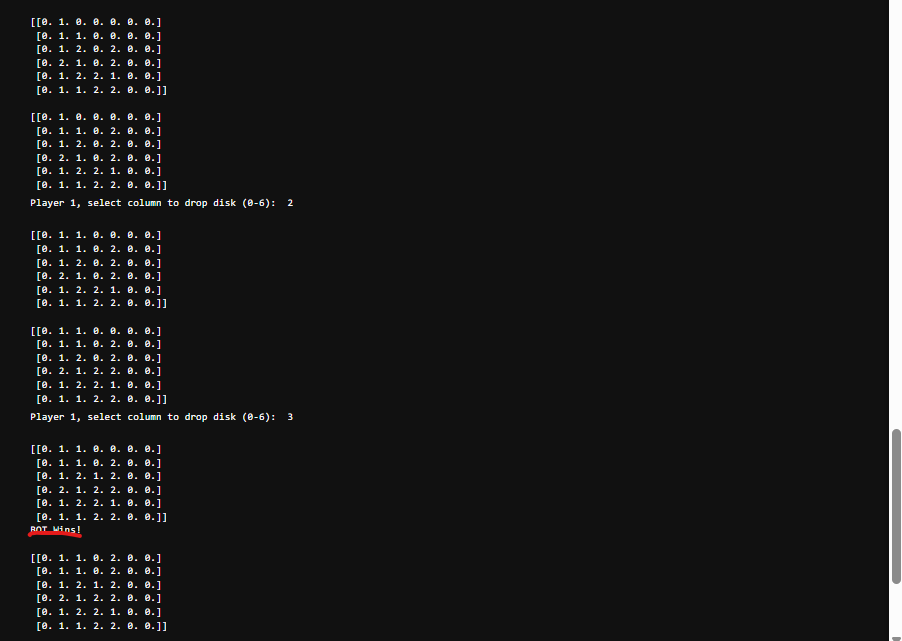 [[0. 1. 0. 0. 0. 0. 0.]
[0. 1. 1. 0. 0. 0. 0.]
[0. 1. 2. 0. 2. 0. 0.]
[0. 2. 1. 0. 2. 0. 0.]
[0. 1. 2. 2. 1. 0. 0.]
[0. 1. 1. 2. 2. 0. 0.]]
[[0. 1. 0. 0. 0. 0. 0.]
[0. 1. 1. 0. 2. 0. 0.]
[0. 1. 2. 0. 2. 0. 0.]
[0. 2. 1. 0. 2. 0. 0.]
[0. 1. 2. 2. 1. 0. 0.]
[0. 1. 1. 2. 2. 0. 0.]]
Player 1, select column to drop disk (0-6): 2
[[0. 1. 1. 0. 0. 0. 0.]
[0. 1. 1. 0. 2. 0. 0.]
[0. 1. 2. 0. 2. 0. 0.]
[0. 2. 1. 0. 2. 0. 0.]
[0. 1. 2. 2. 1. 0. 0.]
[0. 1. 1. 2. 2. 0. 0.]]
[[0. 1. 1. 0. 0. 0. 0.]
[0. 1. 1. 0. 2. 0. 0.]
[0. 1. 2. 0. 2. 0. 0.]
[0. 2. 1. 2. 2. 0. 0.]
[0. 1. 2. 2. 1. 0. 0.]
[0. 1. 1. 2. 2. 0. 0.]]
Player 1, select column to drop disk (0-6): 3
[[0. 1. 1. 0. 0. 0. 0.]
[0. 1. 1. 0. 2. 0. 0.]
[0. 1. 2. 1. 2. 0. 0.]
[0. 2. 1. 2. 2. 0. 0.]
[0. 1. 2. 2. 1. 0. 0.]
[0. 1. 1. 2. 2. 0. 0.]]
BOT Wins!
[[0. 1. 1. 0. 2. 0. 0.]
[0. 1. 1. 0. 2. 0. 0.]
[0. 1. 2. 1. 2. 0. 0.]
[0. 2. 1. 2. 2. 0. 0.]
[0. 1. 2. 2. 1. 0. 0.]
[0. 1. 1. 2. 2. 0. 0.]]